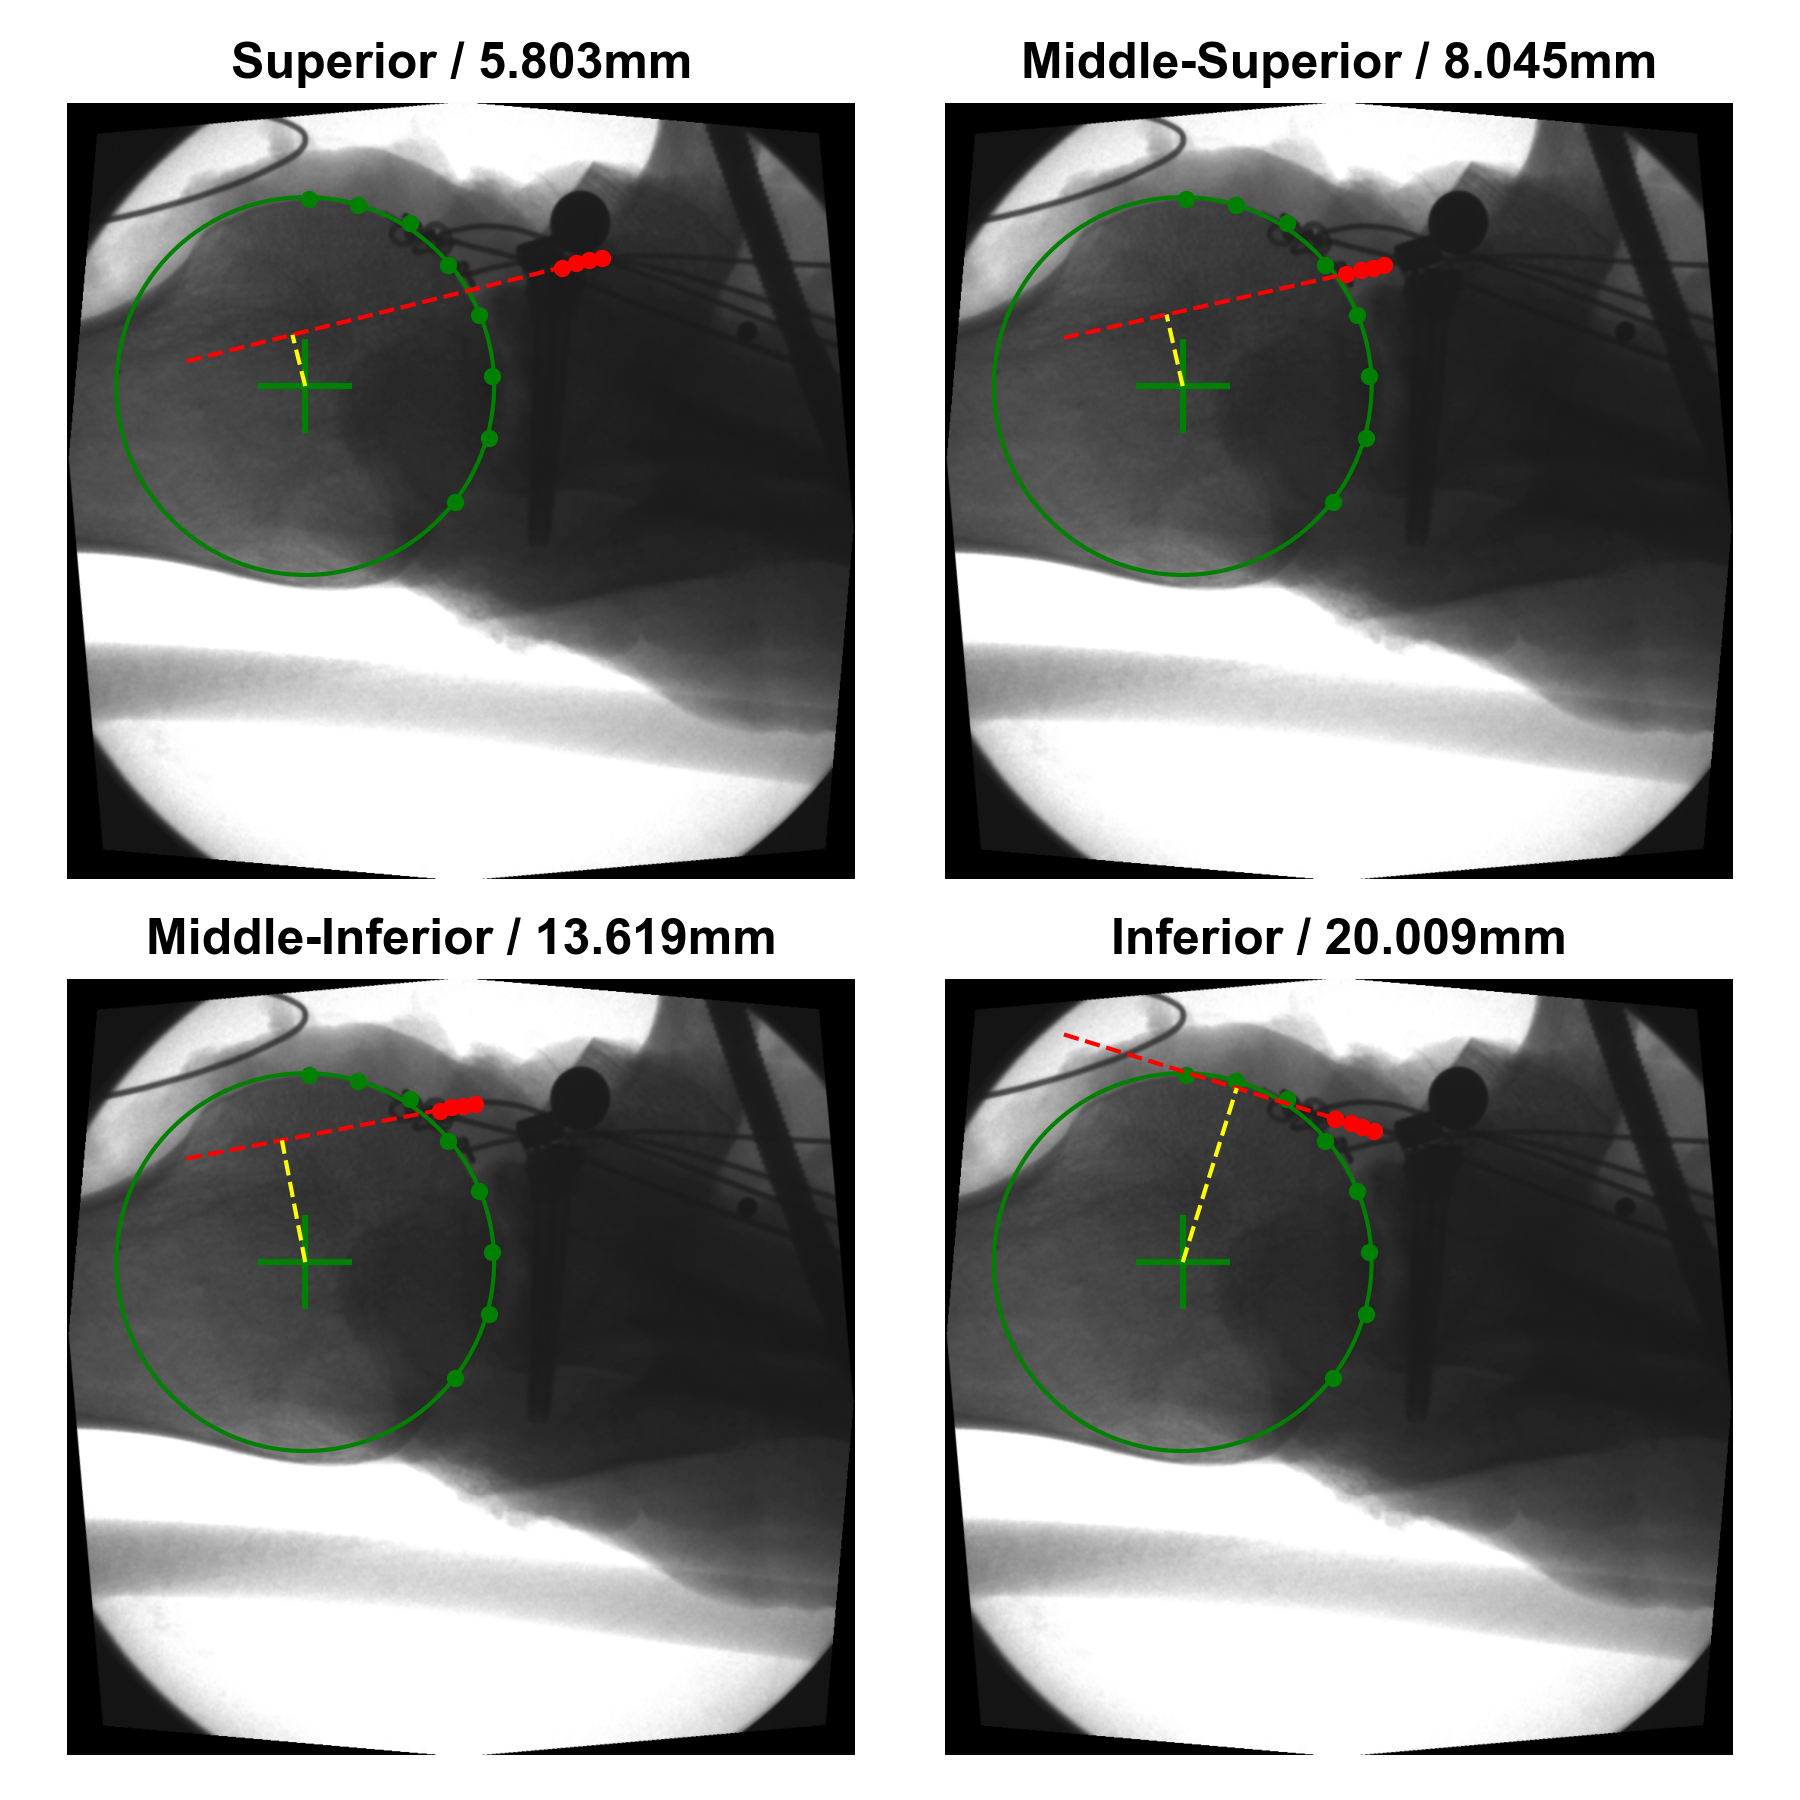 Superior / 5.803mm
Middle-Superior / 8.045mm
Middle-Inferior / 13.619mm
Inferior / 20.009mm